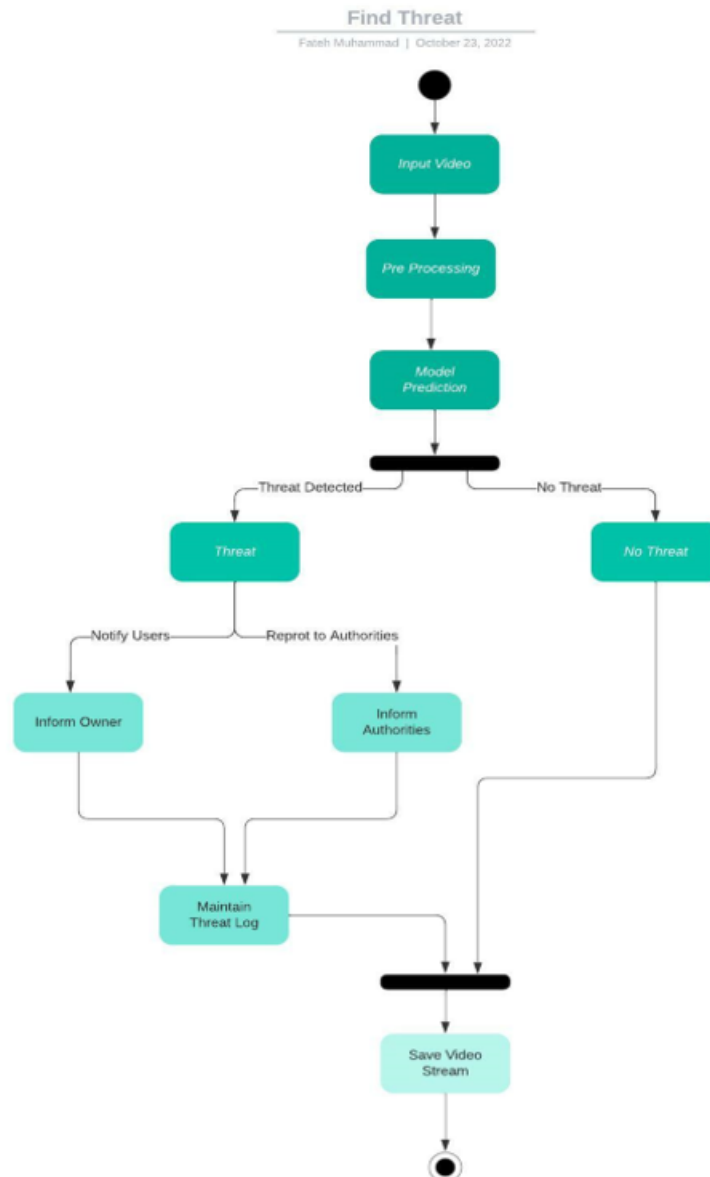 Find Threat
Fateh Muhammad | October 23, 2022
Input Video
Pre Processing
Model
Prediction
Threat Detected
No Threat
Threat
No Threat
Notify Users
Reprot to Authorities
Inform Owner
Inform
Authorities
Maintain
Threat Log
Save Video
Stream